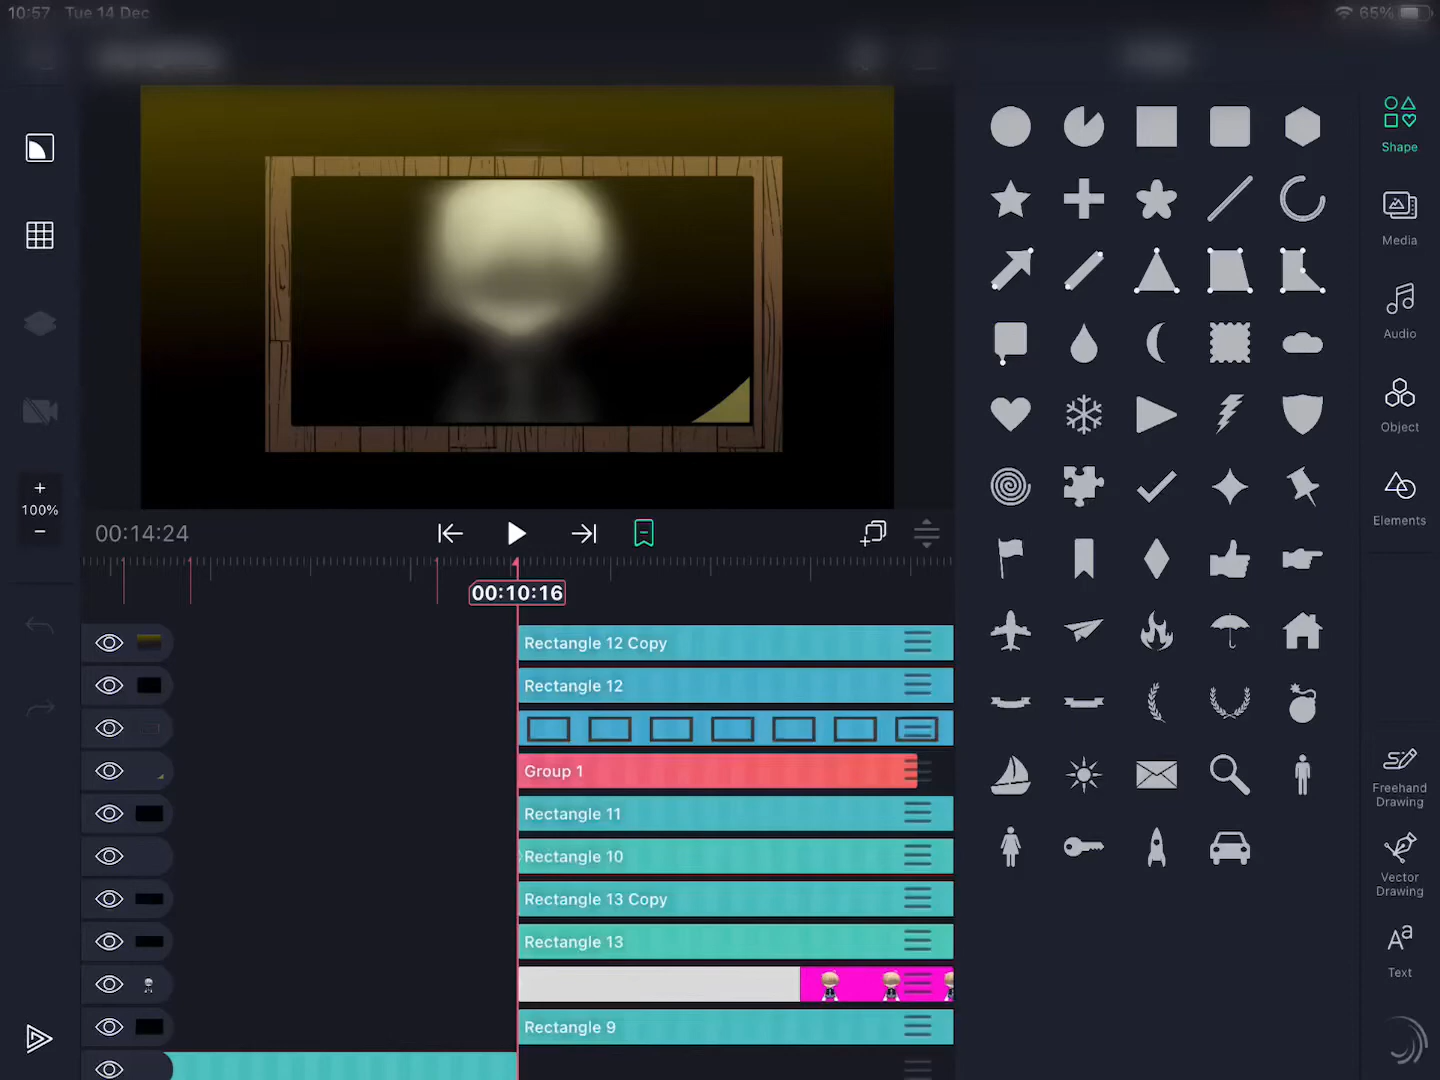 10:57 Tue 14 Dec
65%
Shape
Media
Audio
Object
Elements
+
100%
−
00:14:24
00:10:16
Rectangle 12 Copy
Rectangle 12
Group 1
Rectangle 11
Rectangle 10
Rectangle 13 Copy
Rectangle 13
Rectangle 9
Freehand
Drawing
Vector
Drawing
Aa
Text